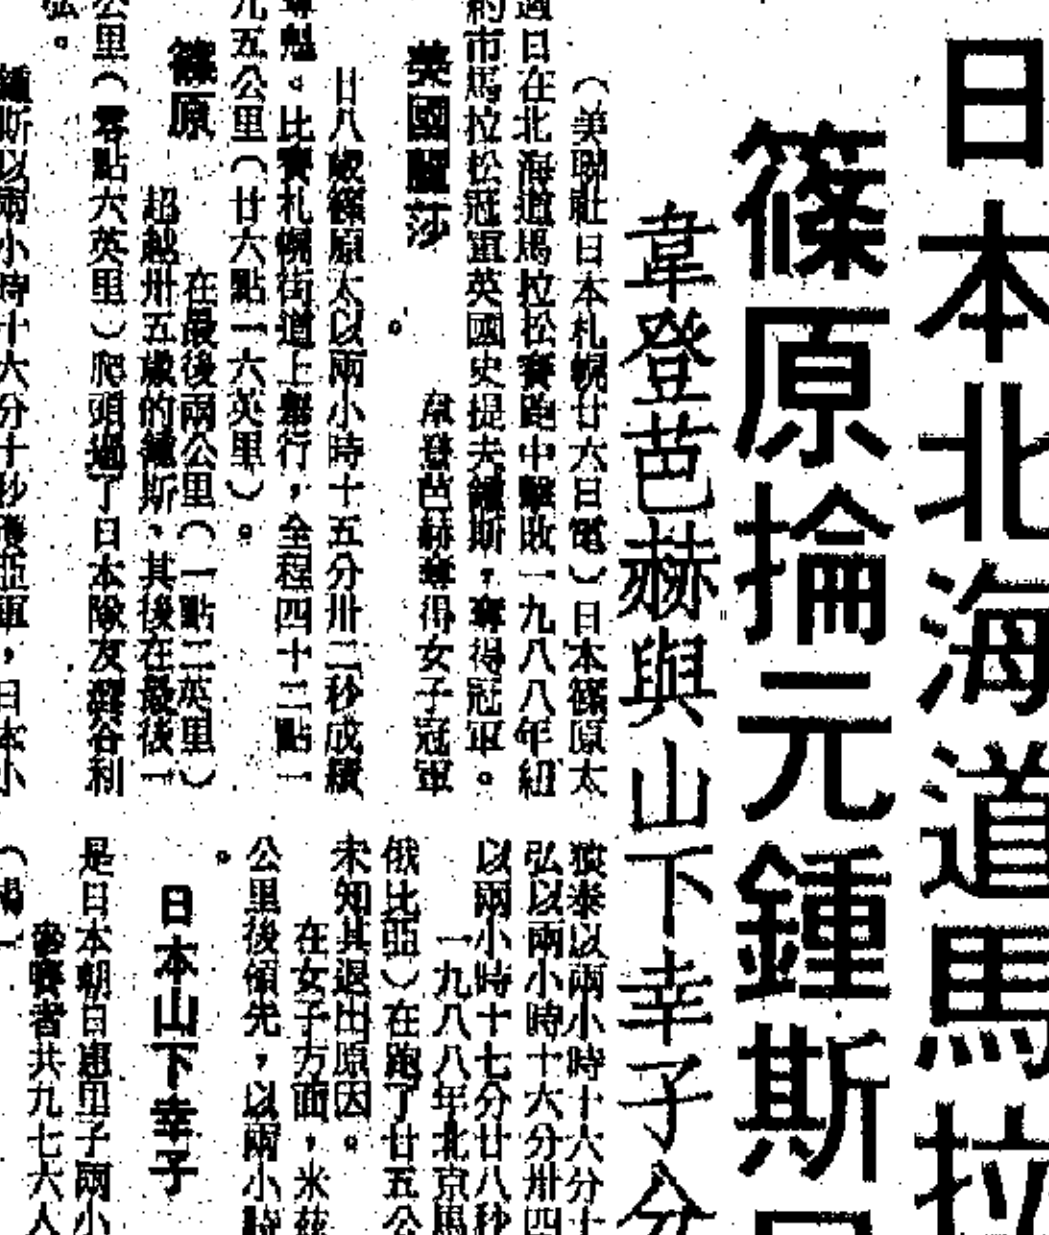 日本北海道馬拉
篠原掄元鍾斯
韋登芭赫與山下幸子分
（美聯社日本札幌廿六日電）日本篠原太
過日在北海道馬拉松賽跑中擊敗一九八八年紐
約市馬拉松冠軍英國史提夫鍾斯，奪得冠軍。
美國 莎
韋登芭赫奪得女子冠軍
。
廿八歲篠原太以兩小時十五分卅二秒成績
奪魁。比賽札幌街道上舉行，全程四十二點一
九五公里（廿六點一六英里）。
篠原
在最後兩公里（一點二英里）
超越卅五歲的鍾斯、其後在最後一
公里（零點六英里）爬頭過了日本隊友 谷利
弘。
鍾斯以兩小時十六分十秒獲亞軍，日本小
泰以兩小時十六分十
弘以兩小時十六分卅四
以兩小時十七分廿八秒
一九八八年北京馬
俄比亞）在跑了廿五公
未知其退出原因。
在女子方面，米茲
公里後領先，以兩小時
。
日本山下幸子
是日本朝日惠里子兩小
參賽者共九七六人